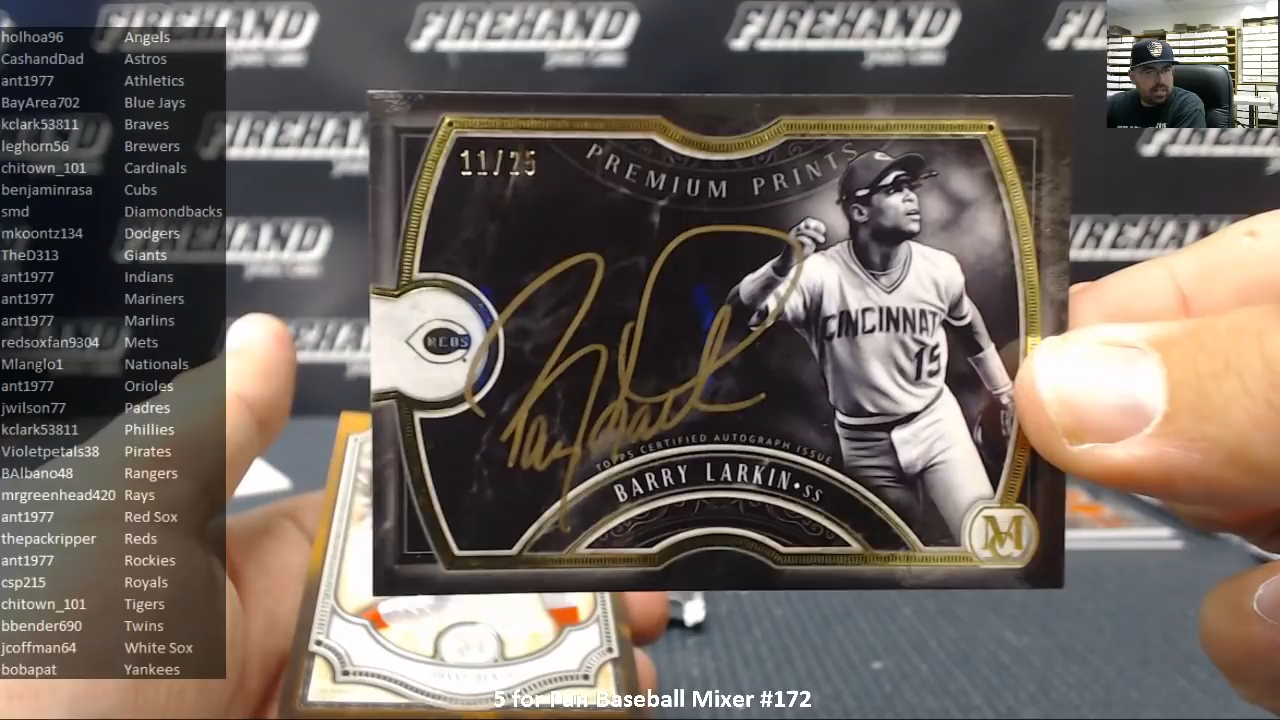 holhoa96 Angels
CashandDad Astros
ant1977 Athletics
BayArea702 Blue Jays
kclark53811 Braves
leghorn56 Brewers
chitown_101 Cardinals
benjaminrasa Cubs
smd Diamondbacks
mkoontz134 Dodgers
TheD313 Giants
ant1977 Indians
ant1977 Mariners
ant1977 Marlins
redsoxfan9304 Mets
Mlanglo1 Nationals
ant1977 Orioles
jwilson77 Padres
kclark53811 Phillies
Violetpetals38 Pirates
BAlbano48 Rangers
mrgreenhead420 Rays
ant1977 Red Sox
thepackripper Reds
ant1977 Rockies
csp215 Royals
chitown_101 Tigers
bbender690 Twins
jcoffman64 White Sox
bobapat Yankees
FIREHAND FIREHAND FIREHAND
11/25
PREMIUM PRINTS
REDS
CINCINNATI
15
Barry Larkin
TOPPS CERTIFIED AUTOGRAPH ISSUE
BARRY LARKIN • SS
M
5 for Fun Baseball Mixer #172